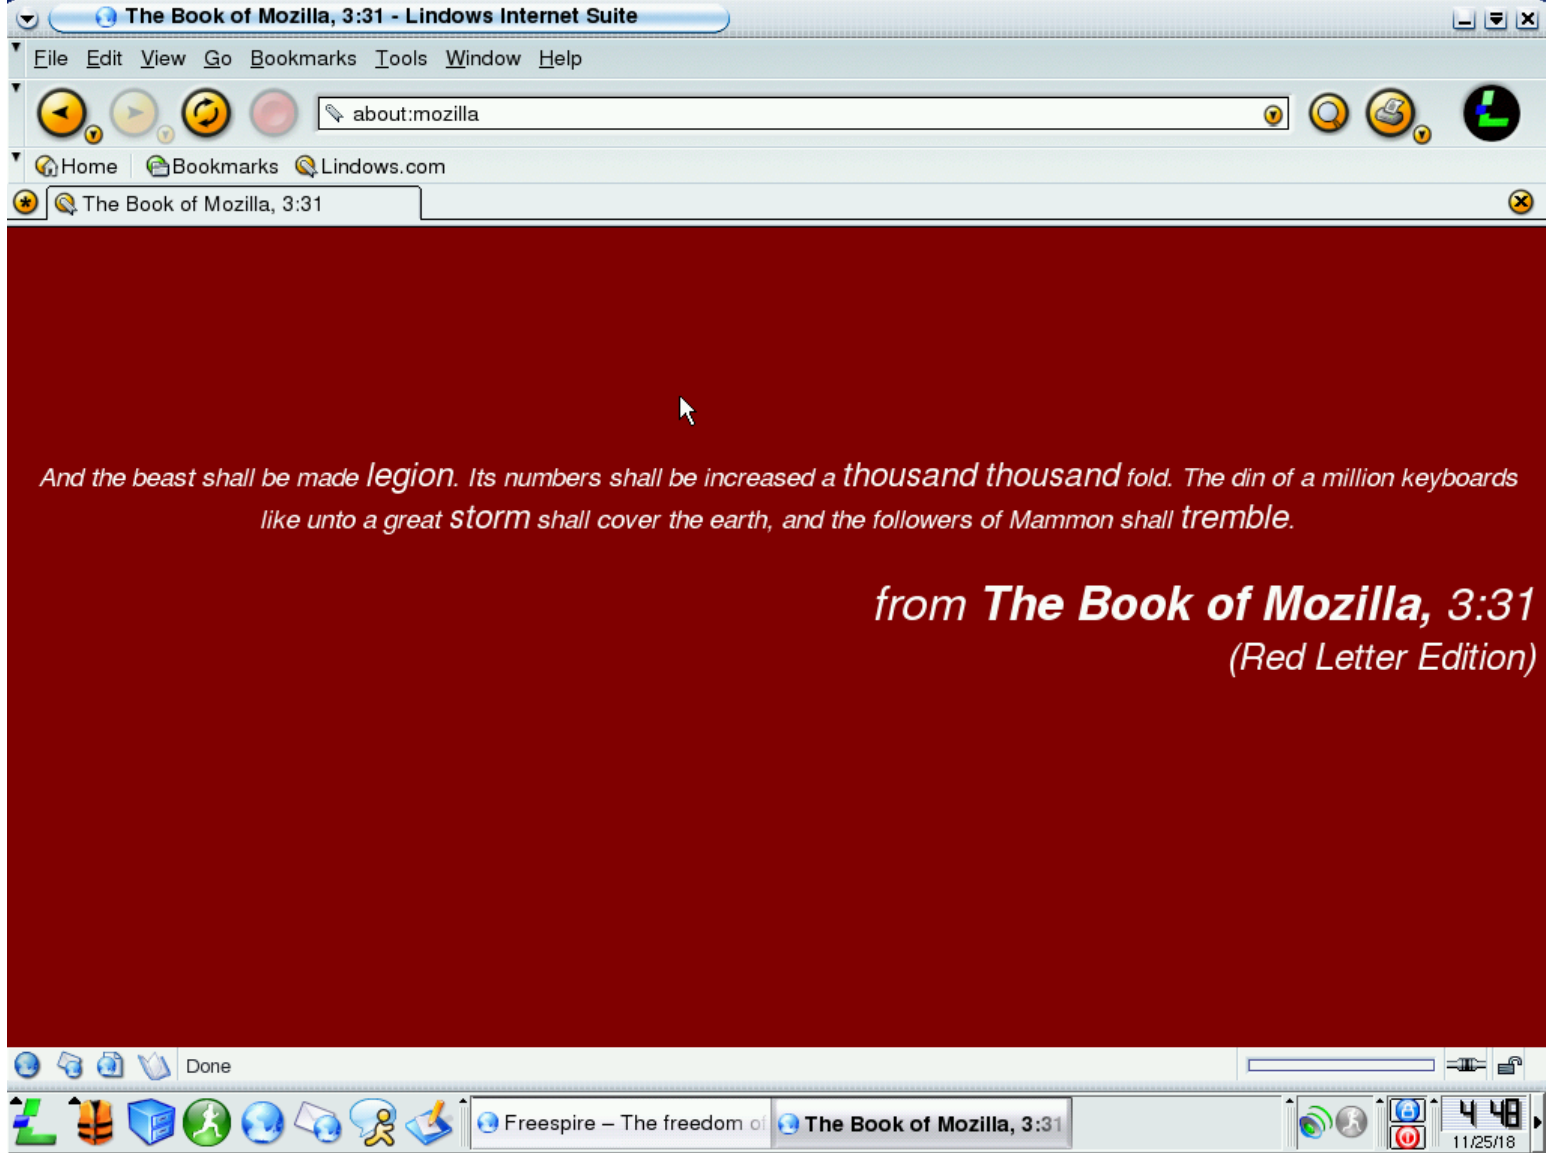 The Book of Mozilla, 3:31 - Lindows Internet Suite
File Edit View Go Bookmarks Tools Window Help
about:mozilla
Home Bookmarks Lindows.com
The Book of Mozilla, 3:31
And the beast shall be made legion. Its numbers shall be increased a thousand thousand fold. The din of a million keyboards
like unto a great storm shall cover the earth, and the followers of Mammon shall tremble.
from The Book of Mozilla, 3:31
(Red Letter Edition)
Done
Freespire – The freedom of The Book of Mozilla, 3:31 4 48
11/25/18